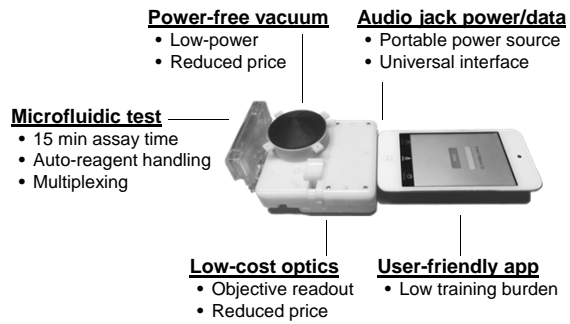 Power-free vacuum
• Low-power
• Reduced price
Audio jack power/data
• Portable power source
• Universal interface
Microfluidic test
• 15 min assay time
• Auto-reagent handling
• Multiplexing
Low-cost optics
• Objective readout
• Reduced price
User-friendly app
• Low training burden